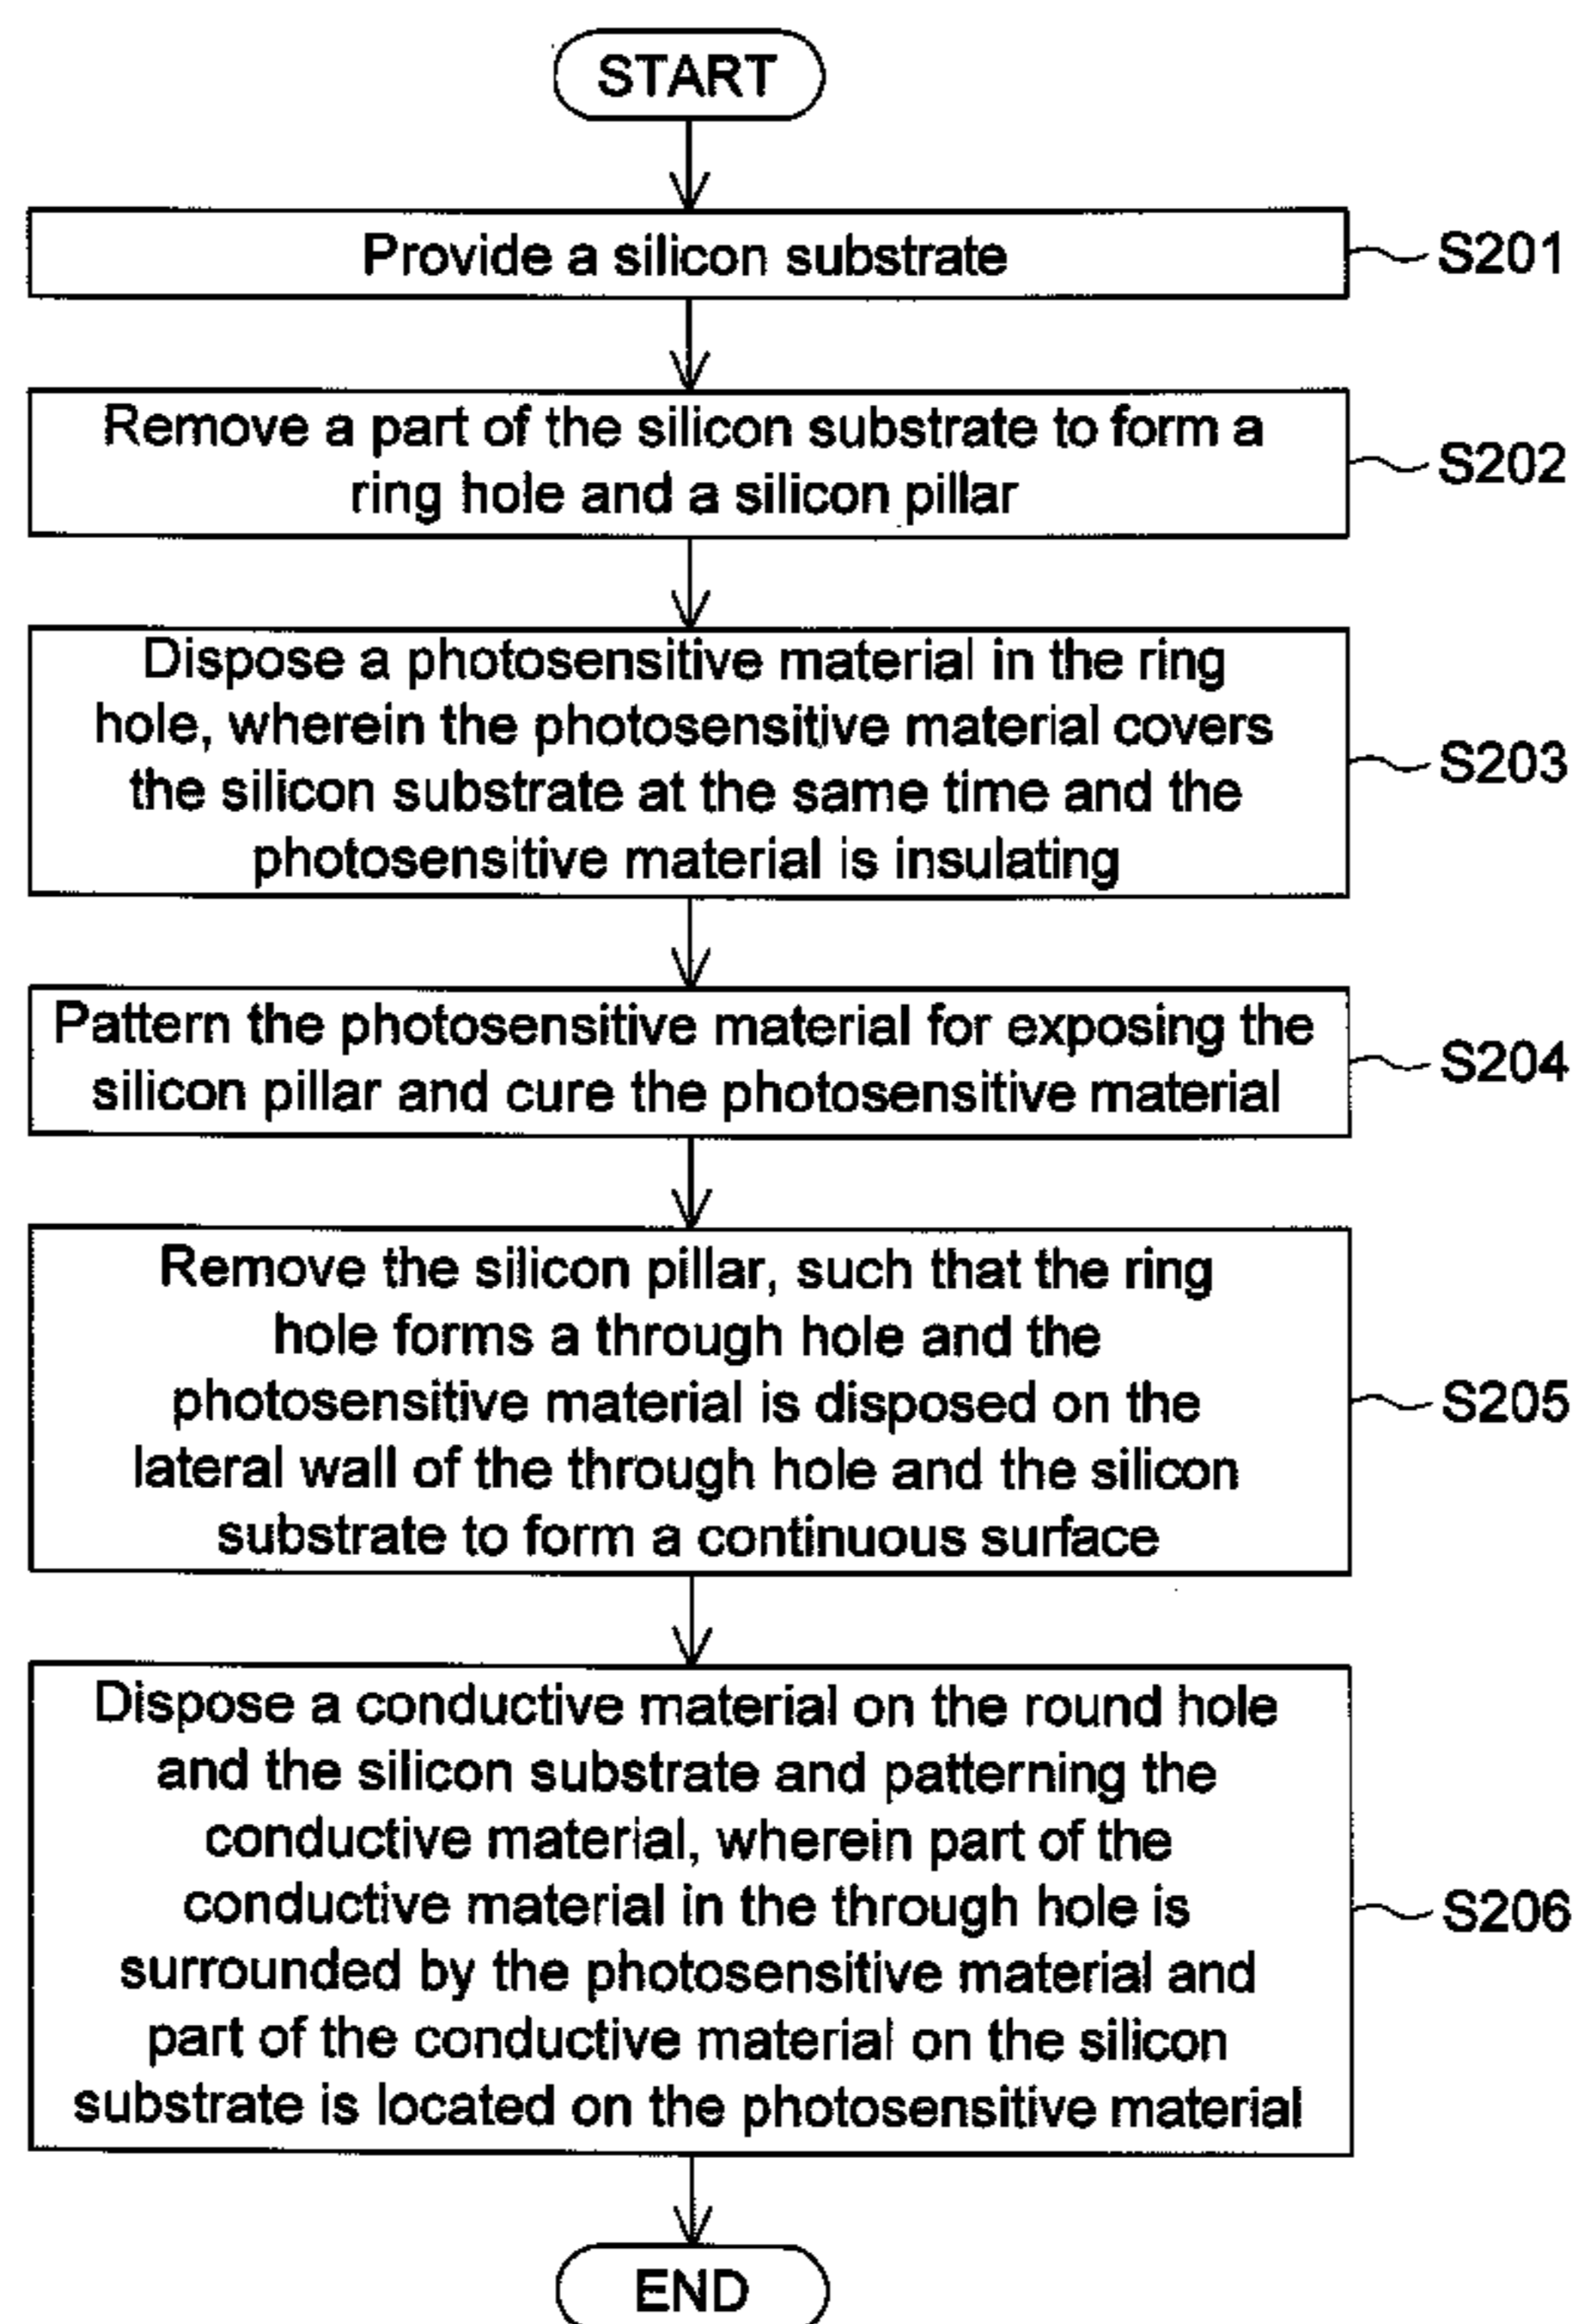 START
Provide a silicon substrate
S201
Remove a part of the silicon substrate to form a
ring hole and a silicon pillar
S202
Dispose a photosensitive material in the ring
hole, wherein the photosensitive material covers
the silicon substrate at the same time and the
photosensitive material is insulating
S203
Pattern the photosensitive material for exposing the
silicon pillar and cure the photosensitive material
S204
Remove the silicon pillar, such that the ring
hole forms a through hole and the
photosensitive material is disposed on the
lateral wall of the through hole and the silicon
substrate to form a continuous surface
S205
Dispose a conductive material on the round hole
and the silicon substrate and patterning the
conductive material, wherein part of the
conductive material in the through hole is
surrounded by the photosensitive material and
part of the conductive material on the silicon
substrate is located on the photosensitive material
S206
END